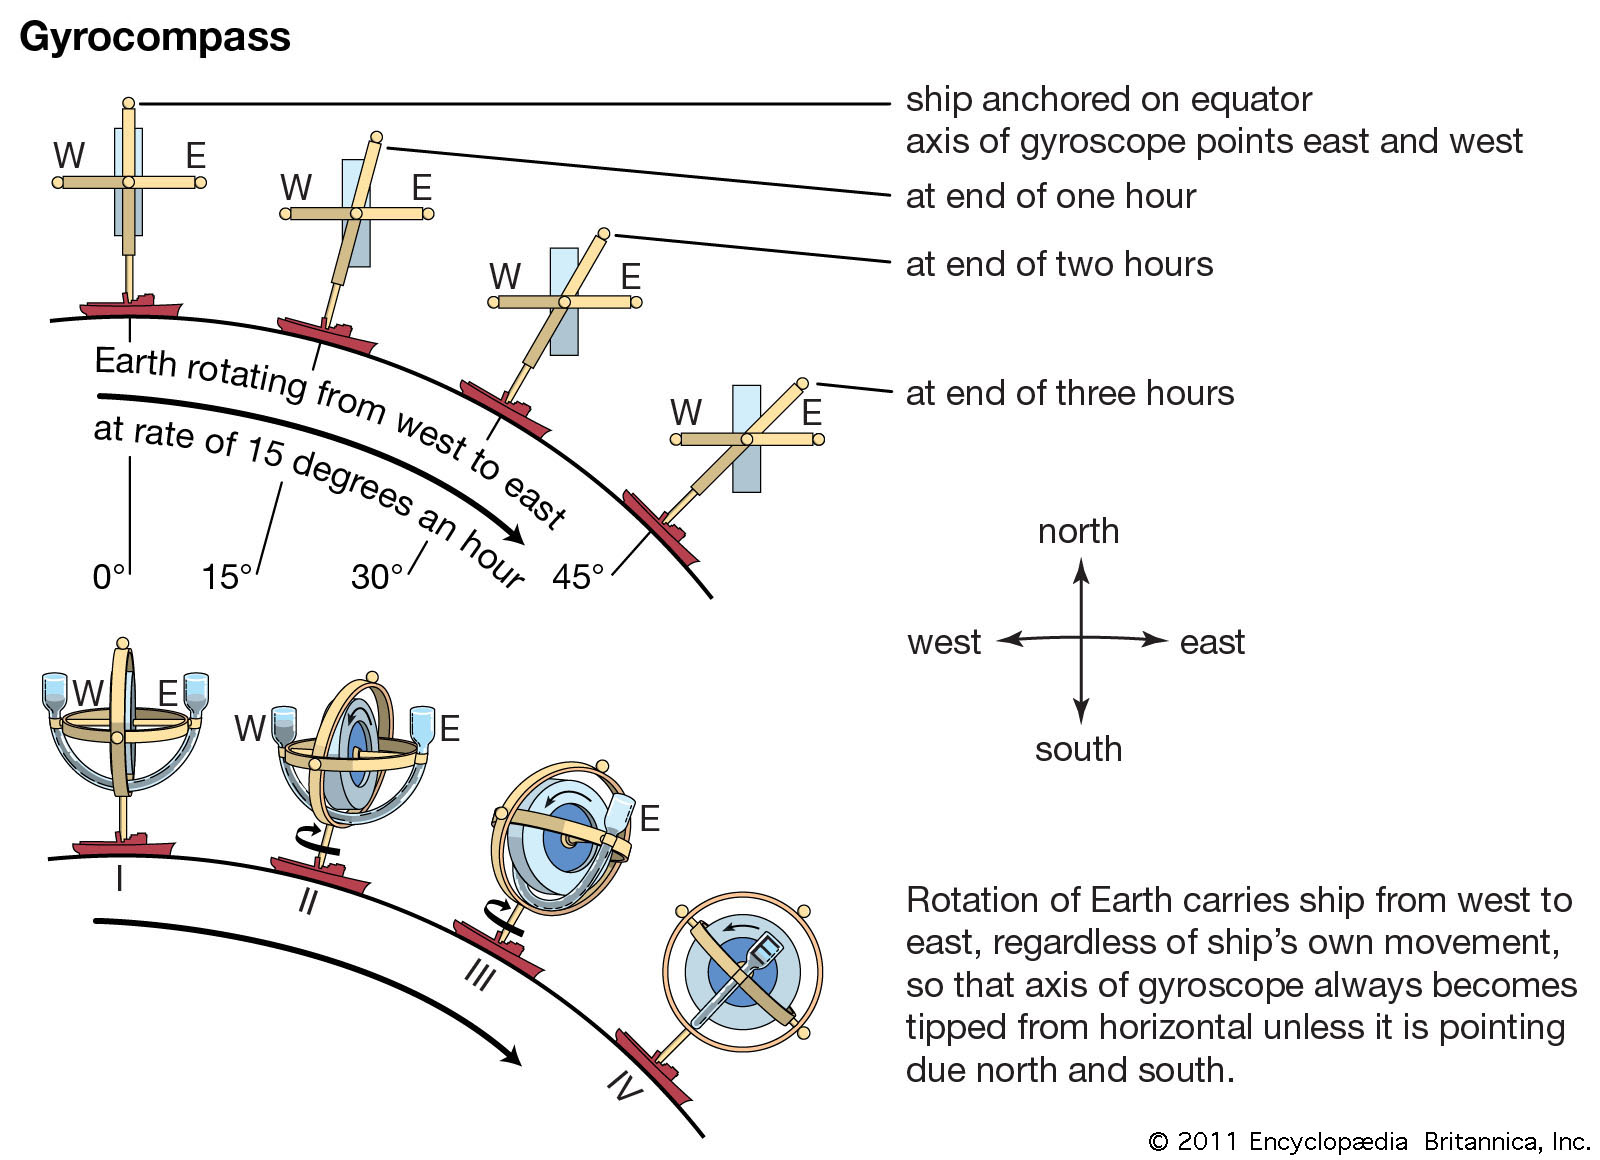 Gyrocompass
ship anchored on equator
axis of gyroscope points east and west
W E
at end of one hour
W E
at end of two hours
W E
at end of three hours
W E
Earth rotating from west to east
at rate of 15 degrees an hour
0° 15° 30° 45°
north
west east
south
W E
W E
E
I
II
III
IV
Rotation of Earth carries ship from west to
east, regardless of ship’s own movement,
so that axis of gyroscope always becomes
tipped from horizontal unless it is pointing
due north and south.
© 2011 Encyclopædia Britannica, Inc.